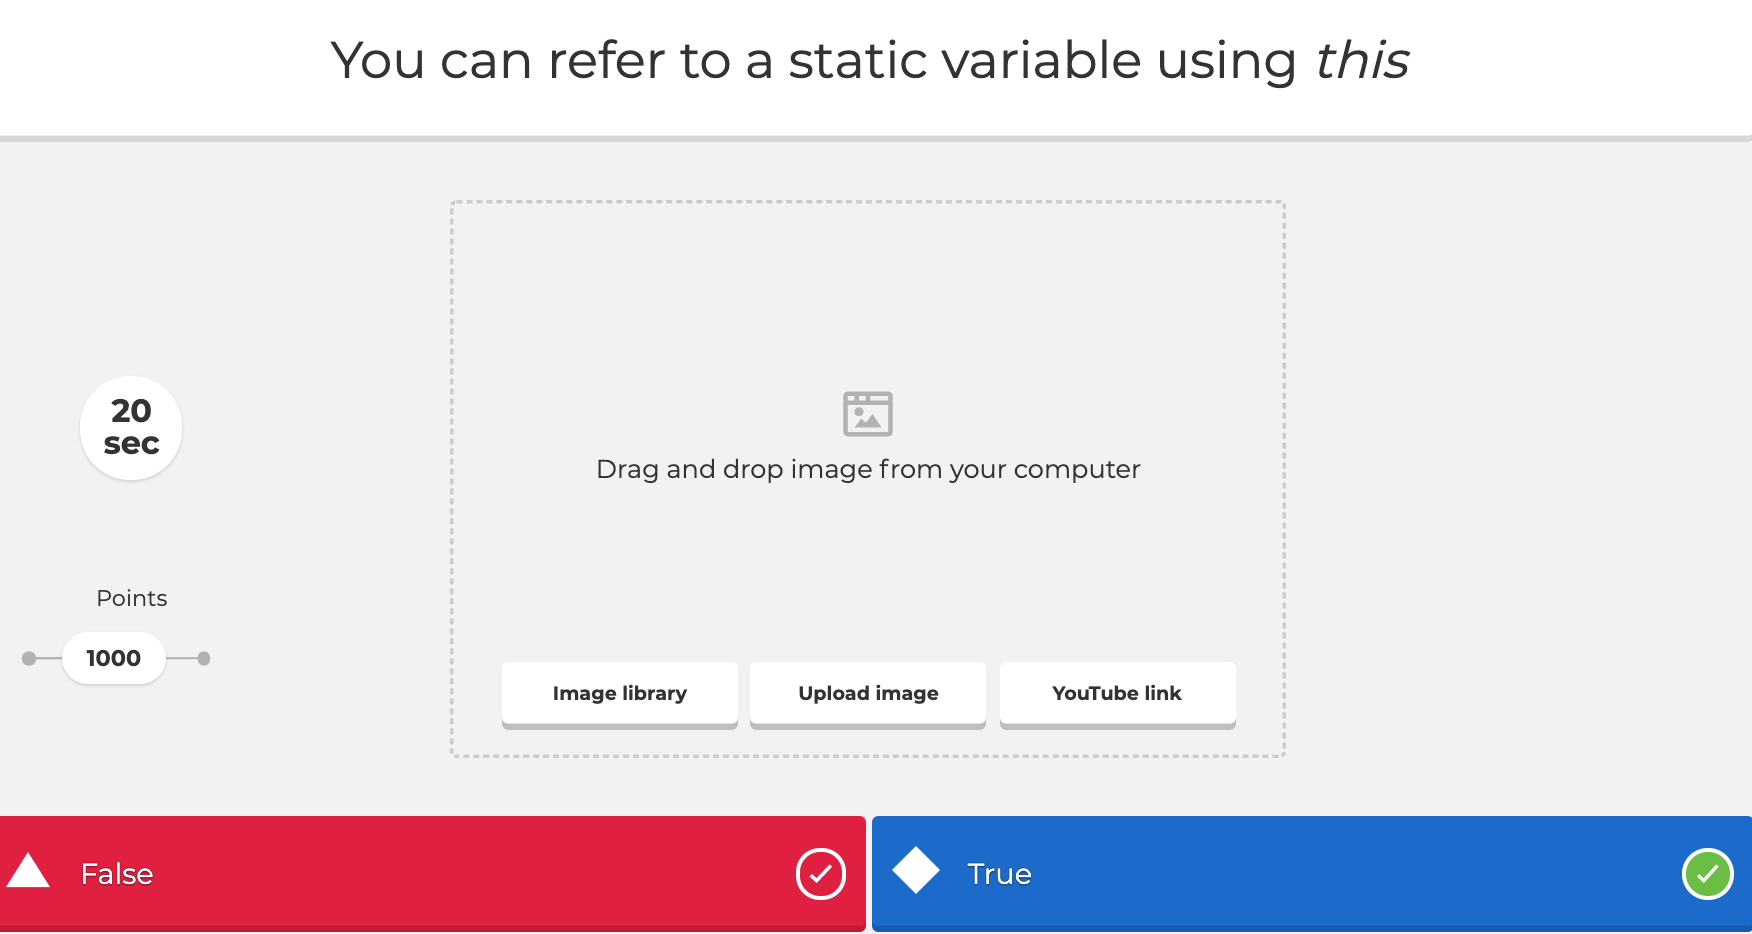 You can refer to a static variable using this
20
sec
Drag and drop image from your computer
Points
1000
Image library
Upload image
YouTube link
False
True